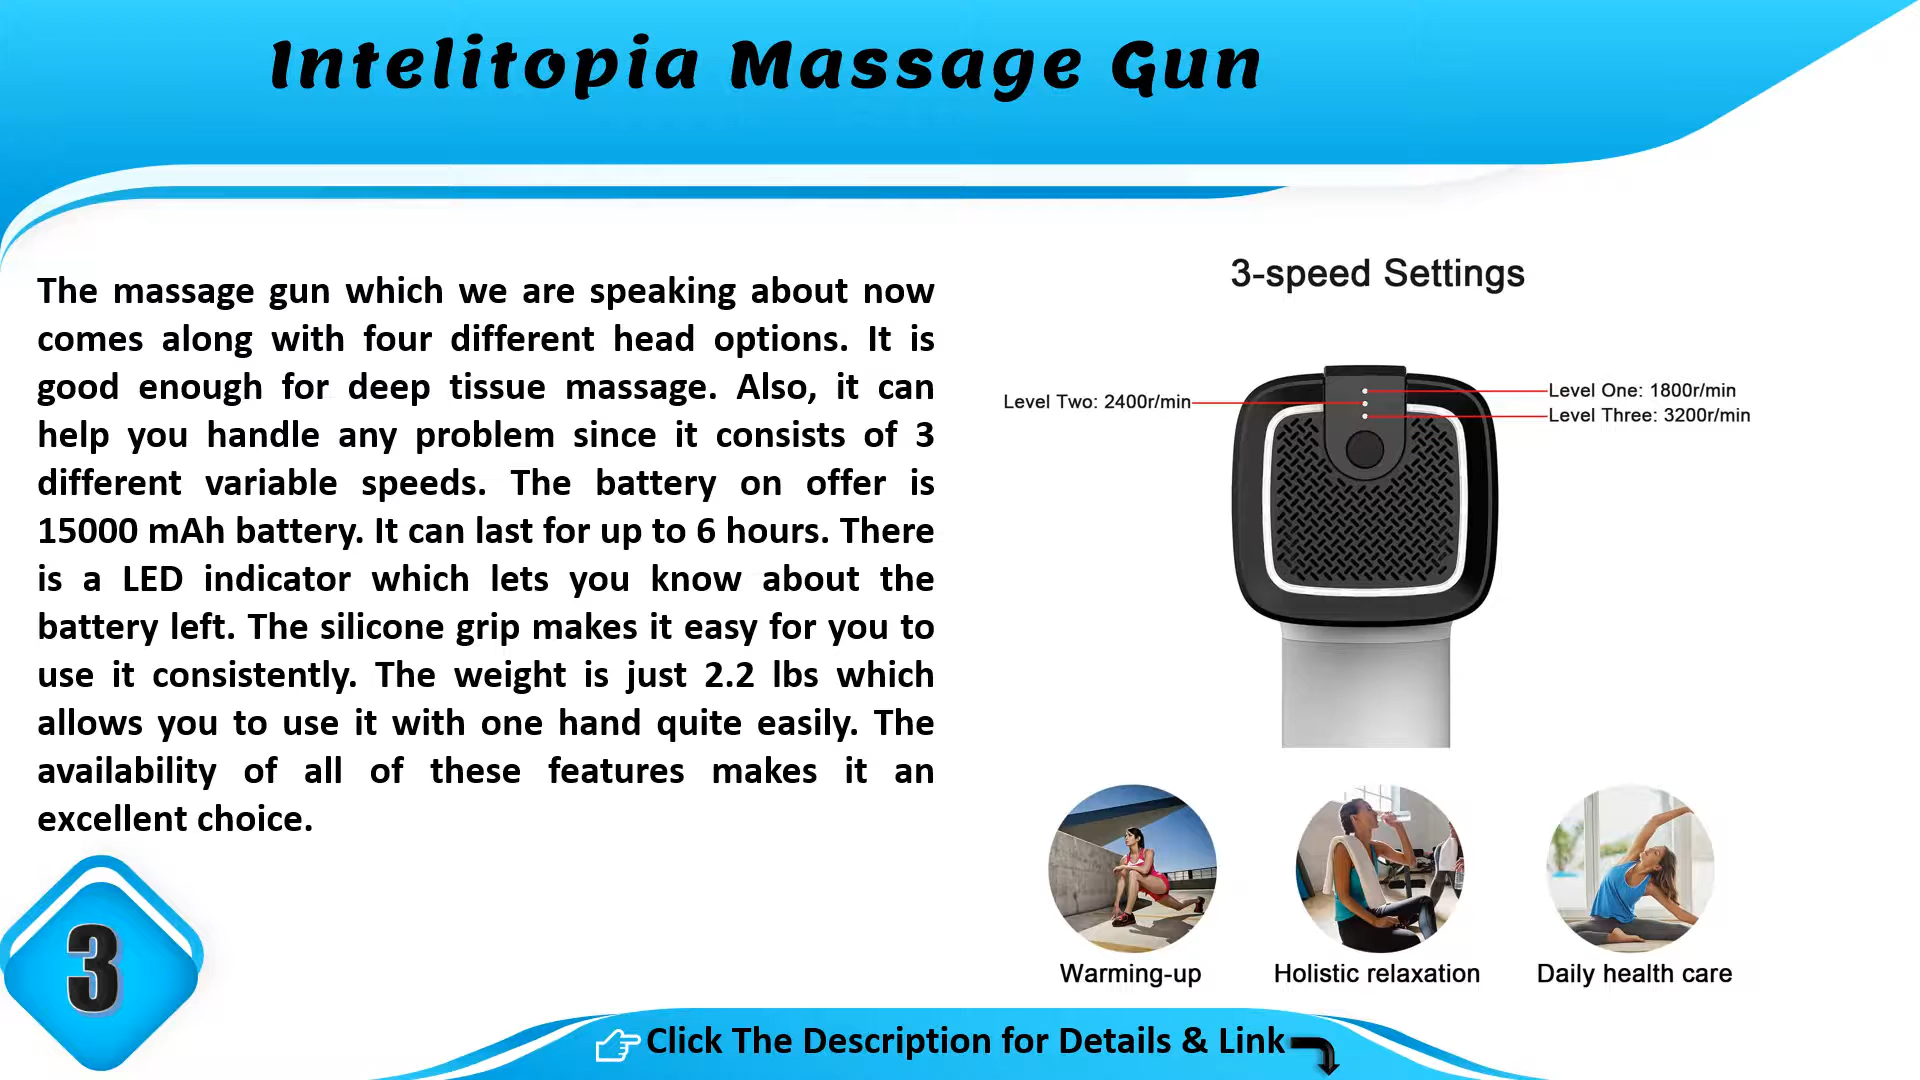 Intelitopia Massage Gun
The massage gun which we are speaking about now
comes along with four different head options. It is
good enough for deep tissue massage. Also, it can
help you handle any problem since it consists of 3
different variable speeds. The battery on offer is
15000 mAh battery. It can last for up to 6 hours. There
is a LED indicator which lets you know about the
battery left. The silicone grip makes it easy for you to
use it consistently. The weight is just 2.2 lbs which
allows you to use it with one hand quite easily. The
availability of all of these features makes it an
excellent choice.
3
3-speed Settings
Level One: 1800r/min
Level Two: 2400r/min
Level Three: 3200r/min
Warming-up
Holistic relaxation
Daily health care
Click The Description for Details & Link